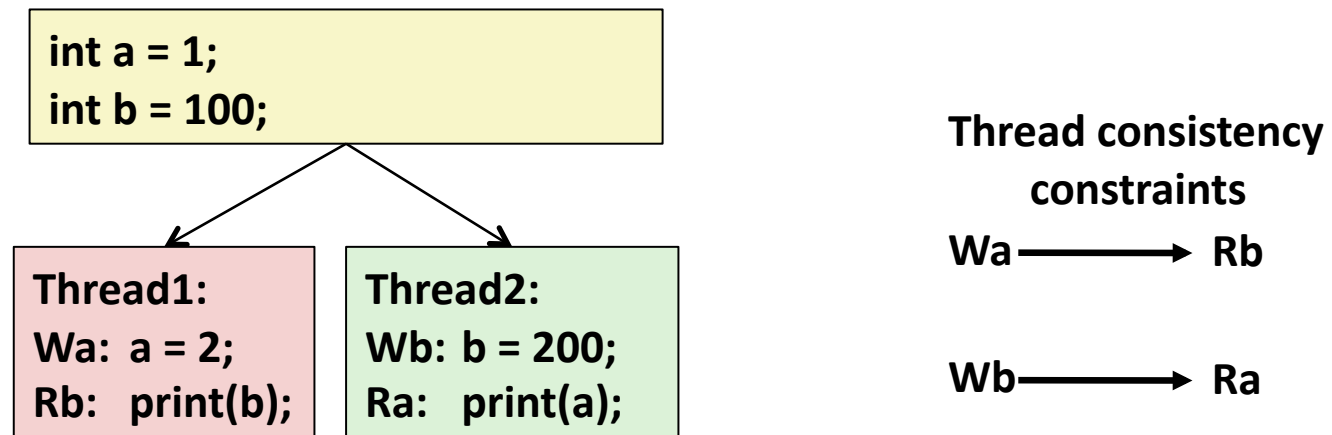 int a = 1;
int b = 100;
Thread1:
Wa: a = 2;
Rb: print(b);
Thread2:
Wb: b = 200;
Ra: print(a);
Thread consistency
constraints
Wa Rb
Wb Ra